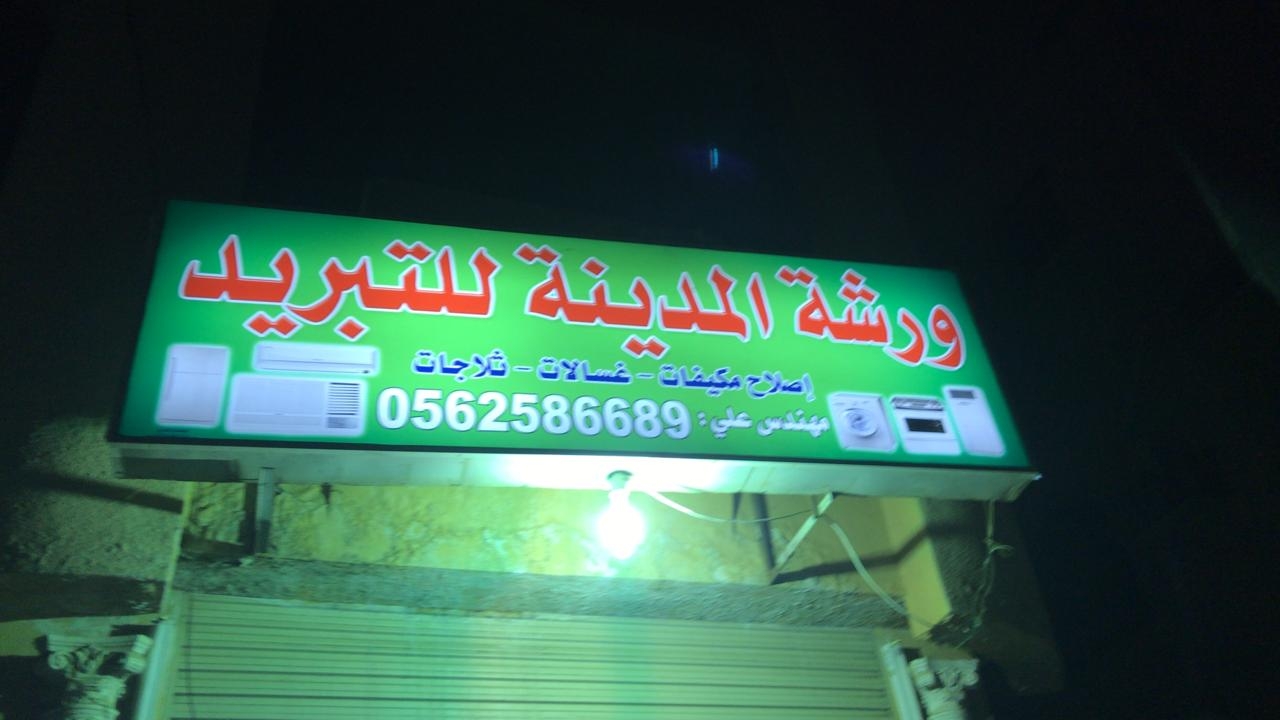 ورشة المدينة للتبريد
إصلاح مكيفات - غسالات - ثلاجات
مهندس علي : 0562586689